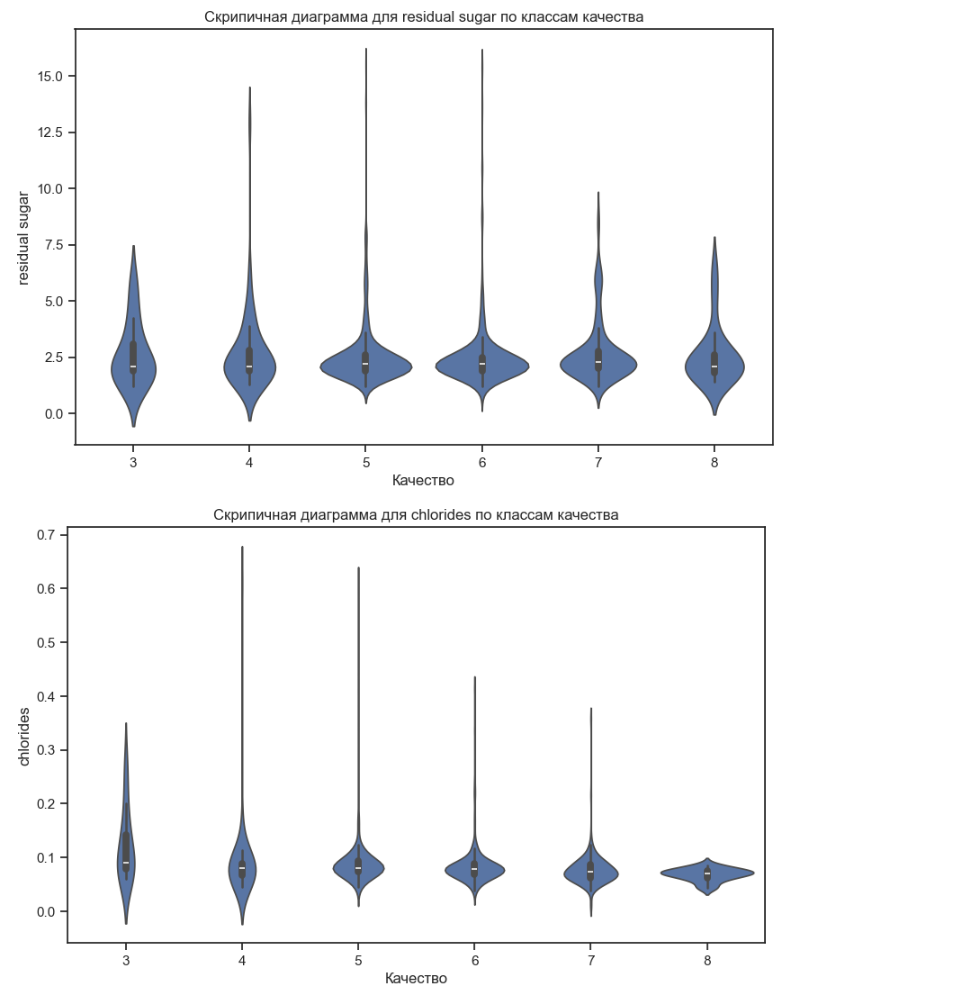 Скрипичная диаграмма для residual sugar по классам качества
15.0
12.5
10.0
7.5
5.0
2.5
0.0
residual sugar
3 4 5 6 7 8
Качество
Скрипичная диаграмма для chlorides по классам качества
0.7
0.6
0.5
0.4
0.3
0.2
0.1
0.0
chlorides
3 4 5 6 7 8
Качество